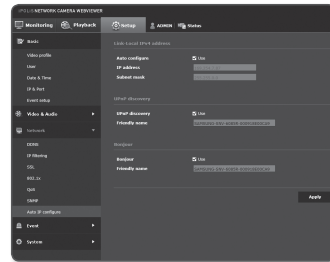 iPOLiS NETWORK CAMERA WEBVIEWER
Monitoring
Playback
Setup
ADMIN
Status
Basic
Video profile
User
Date & Time
IP & Port
Event setup
Video & Audio
Network
DDNS
IP filtering
SSL
802.1x
QoS
SNMP
Auto IP configure
Event
System
Link-Local IPv4 address
Auto configure
Use
IP address
Subnet mask
UPnP discovery
UPnP discovery
Use
Friendly name
Bonjour
Bonjour
Use
Friendly name
Apply